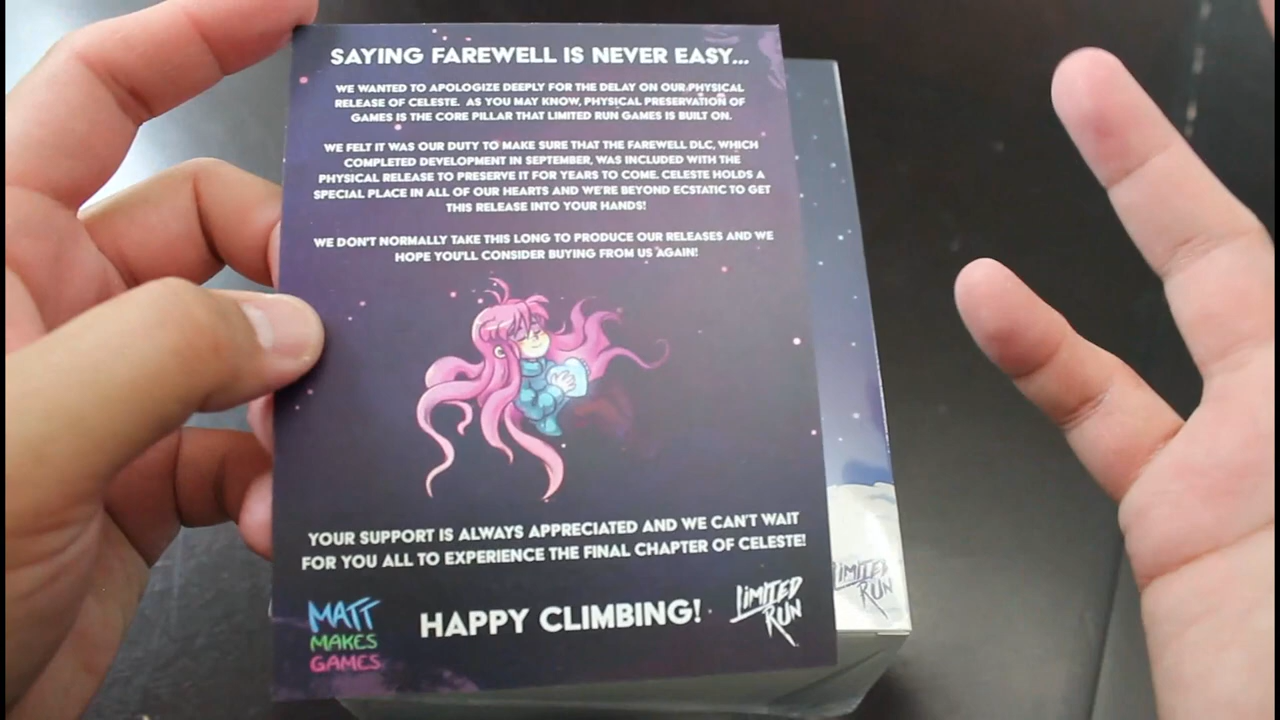 SAYING FAREWELL IS NEVER EASY...
WE WANTED TO APOLOGIZE DEEPLY FOR THE DELAY ON OUR PHYSICAL
RELEASE OF CELESTE. AS YOU MAY KNOW, PHYSICAL PRESERVATION OF
GAMES IS THE CORE PILLAR THAT LIMITED RUN GAMES IS BUILT ON.
WE FELT IT WAS OUR DUTY TO MAKE SURE THAT THE FAREWELL DLC, WHICH
COMPLETED DEVELOPMENT IN SEPTEMBER, WAS INCLUDED WITH THE
PHYSICAL RELEASE TO PRESERVE IT FOR YEARS TO COME. CELESTE HOLDS A
SPECIAL PLACE IN ALL OF OUR HEARTS AND WE'RE BEYOND ECSTATIC TO GET
THIS RELEASE INTO YOUR HANDS!
WE DON'T NORMALLY TAKE THIS LONG TO PRODUCE OUR RELEASES AND WE
HOPE YOU'LL CONSIDER BUYING FROM US AGAIN!
YOUR SUPPORT IS ALWAYS APPRECIATED AND WE CAN'T WAIT
FOR YOU ALL TO EXPERIENCE THE FINAL CHAPTER OF CELESTE!
MATT
MAKES
GAMES
HAPPY CLIMBING!
LIMITED
RUN
LIMITED
RUN